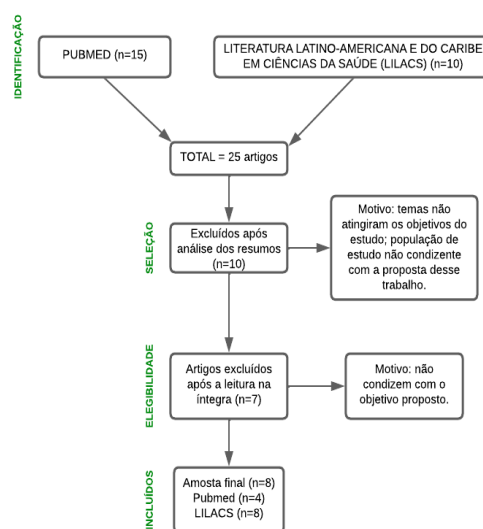 IDENTIFICAÇÃO
PUBMED (n=15)
LITERATURA LATINO-AMERICANA E DO CARIBE
EM CIÊNCIAS DA SAÚDE (LILACS) (n=10)
TOTAL = 25 artigos
SELEÇÃO
Excluídos após
análise dos resumos
(n=10)
Motivo: temas não
atingiram os objetivos do
estudo; população de
estudo não condizente
com a proposta desse
trabalho.
ELEGIBILIDADE
Artigos excluídos
após a leitura na
íntegra (n=7)
Motivo: não
condizem com o
objetivo proposto.
INCLUÍDOS
Amosta final (n=8)
Pubmed (n=4)
LILACS (n=8)